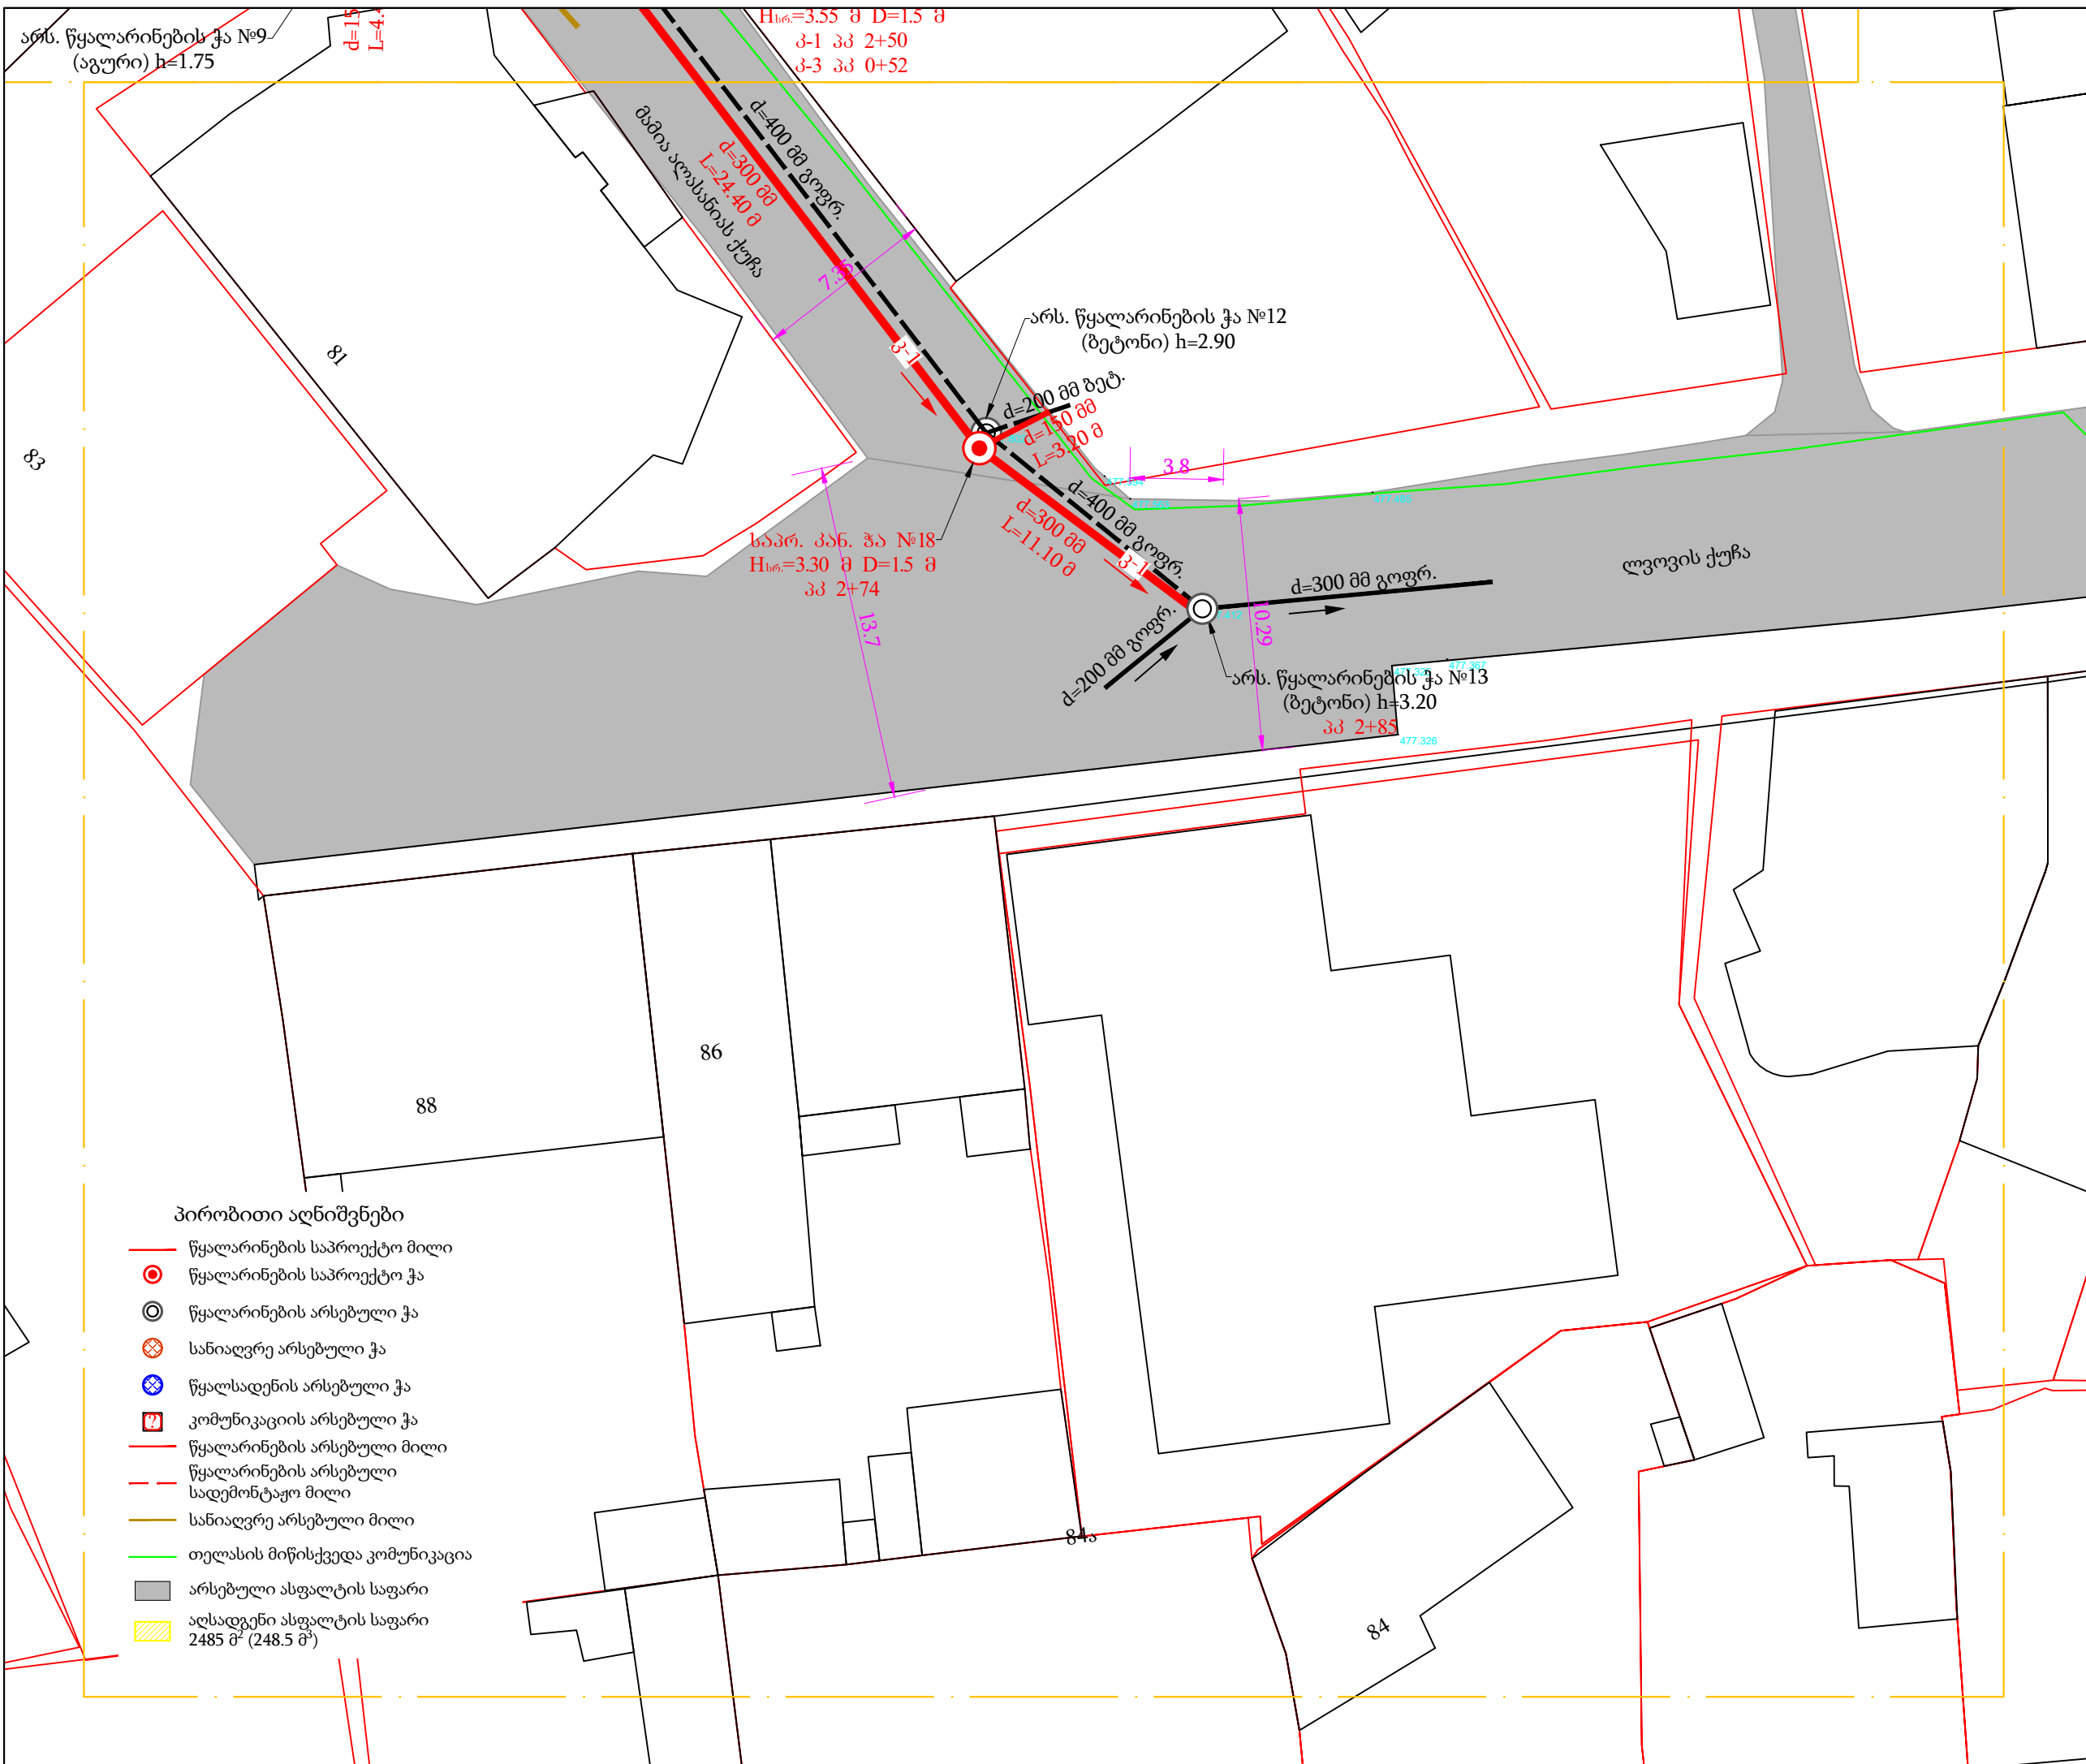 არს. წყალარინების ჭა №9
(აგური) h=1.75
Hსრ.=3.55 მ D=1.5 მ
კ-1 პკ 2+50
კ-3 პკ 0+52
d=400 მმ გოფრ.
d=300 მმ
L=24.40 მ
მამია ალასანიას ქუჩა
7.35
81
83
კ-1
არს. წყალარინების ჭა №12
(ბეტონი) h=2.90
d=200 მმ ბეტ.
d=150 მმ
L=3.20 მ
3.8
d=400 მმ გოფრ.
d=300 მმ
L=11.10 მ
კ-1
საპრ. კან. ჭა №18
Hსრ.=3.30 მ D=1.5 მ
პკ 2+74
13.7
10.29
d=300 მმ გოფრ.
ლვოვის ქუჩა
d=200 მმ გოფრ.
477.367
არს. წყალარინების ჭა №13
(ბეტონი) h=3.20
პკ 2+85
477.326
86
88
84ა
84
პირობითი აღნიშვნები
წყალარინების საპროექტო მილი
წყალარინების საპროექტო ჭა
წყალარინების არსებული ჭა
სანიაღვრე არსებული ჭა
წყალსადენის არსებული ჭა
?
კომუნიკაციის არსებული ჭა
წყალარინების არსებული მილი
წყალარინების არსებული
სადემონტაჟო მილი
სანიაღვრე არსებული მილი
თელასის მიწისქვედა კომუნიკაცია
არსებული ასფალტის საფარი
აღსადგენი ასფალტის საფარი
2485 მ² (248.5 მ³)